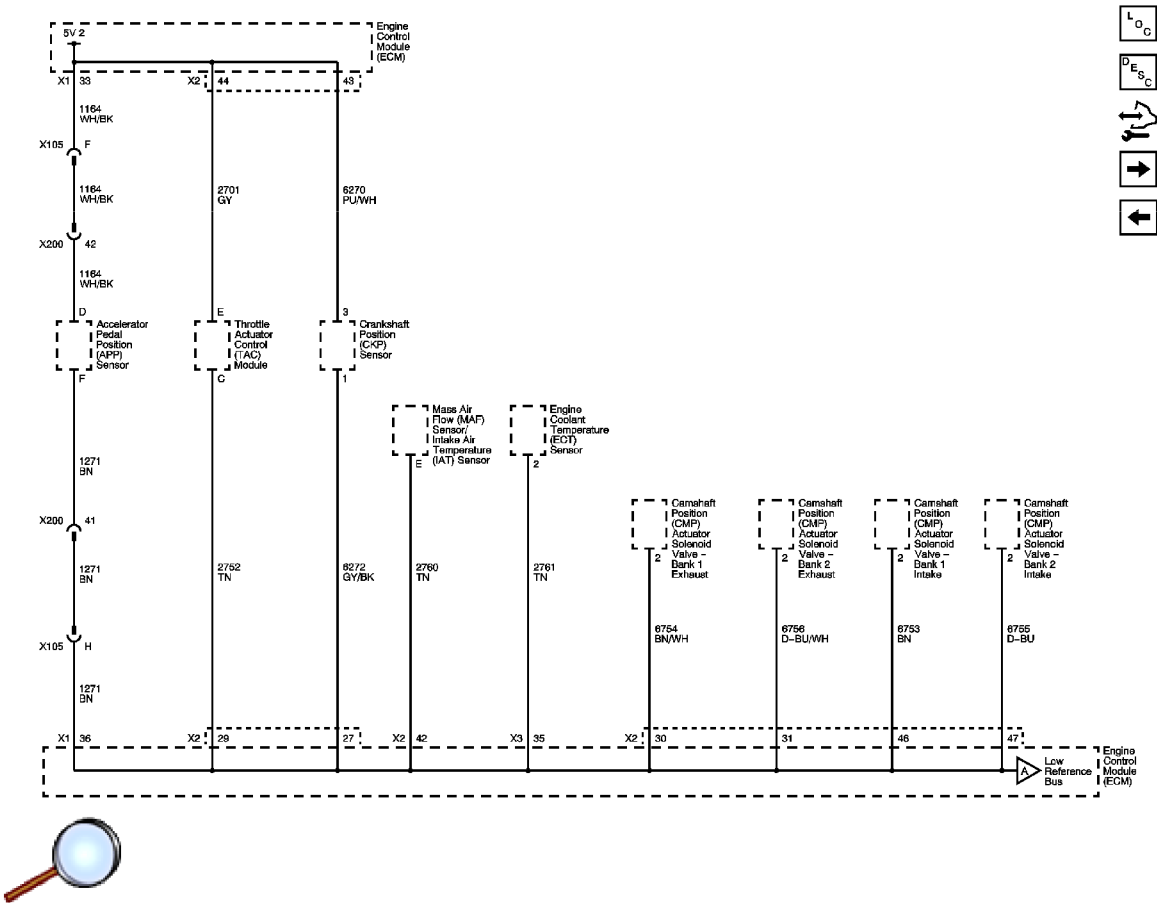 5V 2
Engine
Control
Module
(ECM)
X1 33
X2 44
43
1164
WH/BK
X105 F
1164
WH/BK
2701
GY
6270
PU/WH
X200 42
1164
WH/BK
D
E
3
Accelerator
Pedal
Position
(APP)
Sensor
Throttle
Actuator
Control
(TAC)
Module
Crankshaft
Position
(CKP)
Sensor
F
C
1
Mass Air
Flow (MAF)
Sensor/
Intake Air
Temperature
(IAT) Sensor
E
Engine
Coolant
Temperature
(ECT)
Sensor
2
1271
BN
X200 41
Camshaft
Position
(CMP)
Actuator
Solenoid
Valve –
Bank 1
Exhaust
2
Camshaft
Position
(CMP)
Actuator
Solenoid
Valve –
Bank 2
Exhaust
2
Camshaft
Position
(CMP)
Actuator
Solenoid
Valve –
Bank 1
Intake
2
Camshaft
Position
(CMP)
Actuator
Solenoid
Valve –
Bank 2
Intake
2
1271
BN
2752
TN
6272
GY/BK
2760
TN
2761
TN
X105 H
6754
BN/WH
6756
D–BU/WH
6753
BN
6755
D–BU
1271
BN
X1 36
X2 29
27
X2 42
X3 35
X2 30
31
46
47
A
Low
Reference
Bus
Engine
Control
Module
(ECM)
LOC
DESC